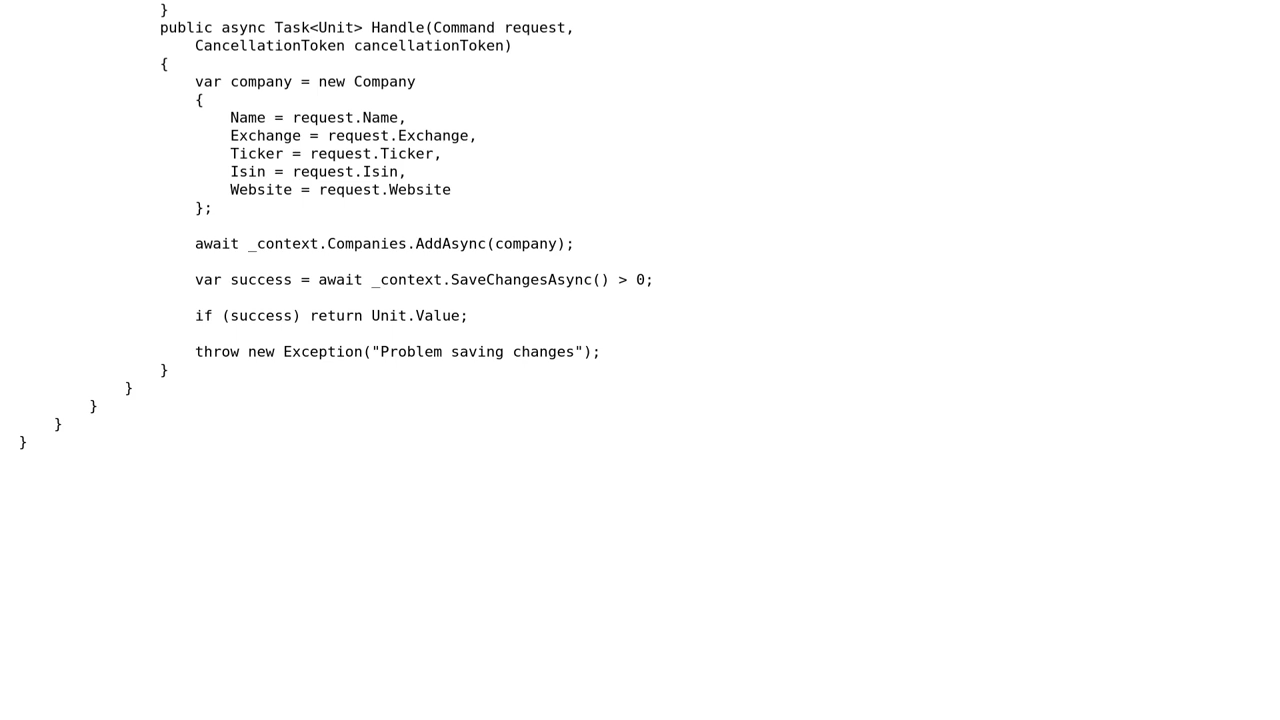 }
                public async Task<Unit> Handle(Command request,
                    CancellationToken cancellationToken)
                {
                    var company = new Company
                    {
                        Name = request.Name,
                        Exchange = request.Exchange,
                        Ticker = request.Ticker,
                        Isin = request.Isin,
                        Website = request.Website
                    };

                    await _context.Companies.AddAsync(company);

                    var success = await _context.SaveChangesAsync() > 0;

                    if (success) return Unit.Value;

                    throw new Exception("Problem saving changes");
                }
            }
        }
    }
}